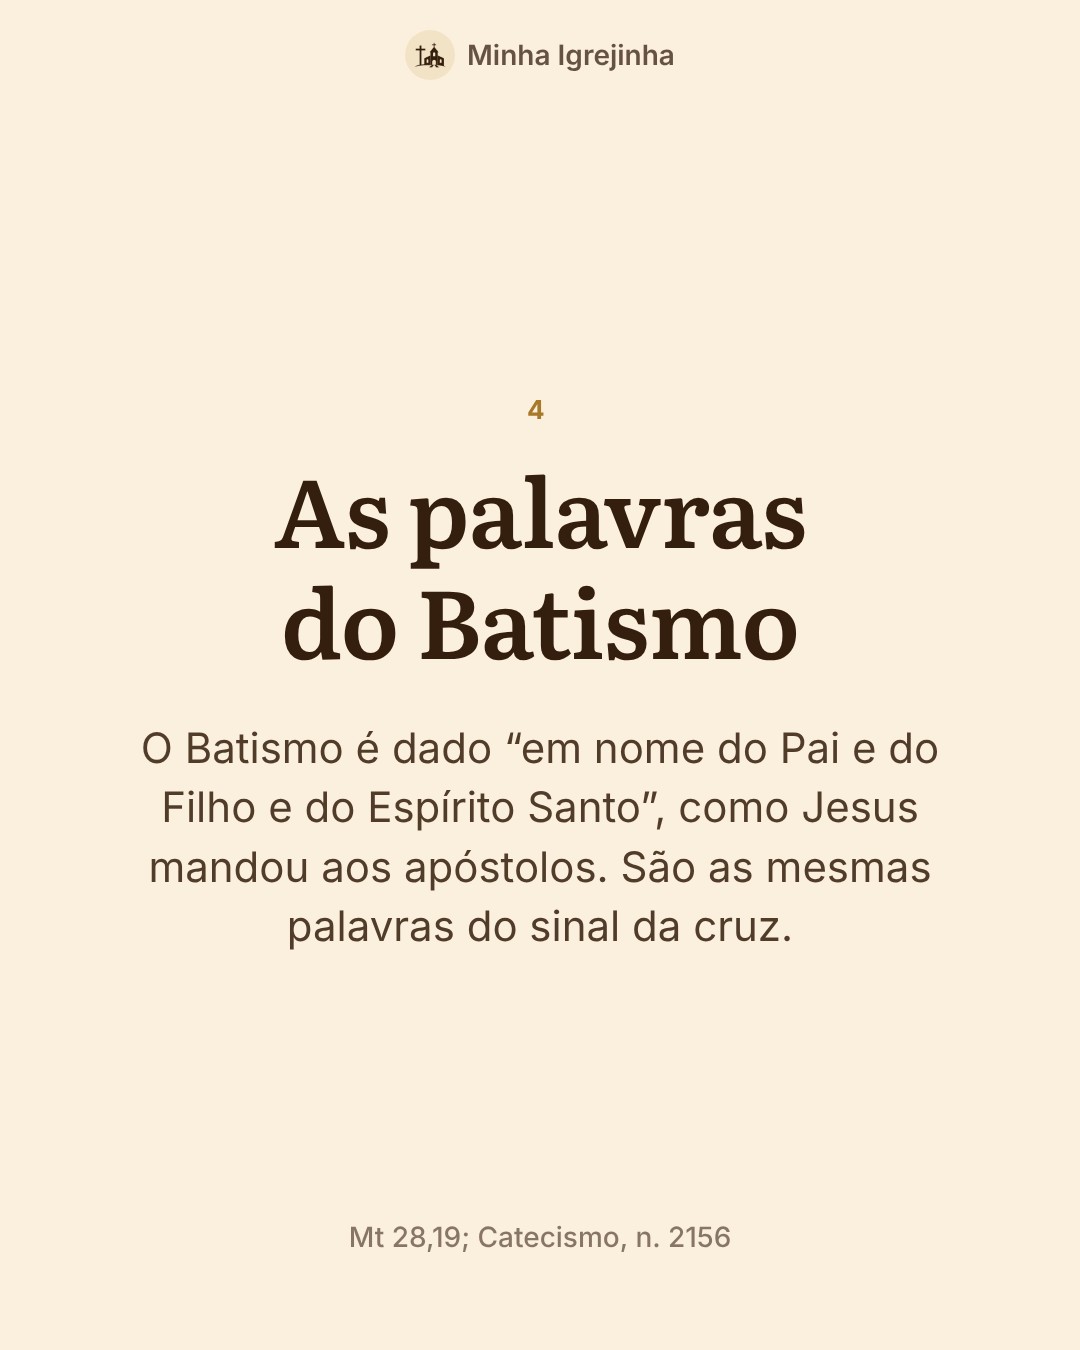 Minha Igrejinha
4
As palavras
do Batismo
O Batismo é dado “em nome do Pai e do
Filho e do Espírito Santo”, como Jesus
mandou aos apóstolos. São as mesmas
palavras do sinal da cruz.
Mt 28,19; Catecismo, n. 2156